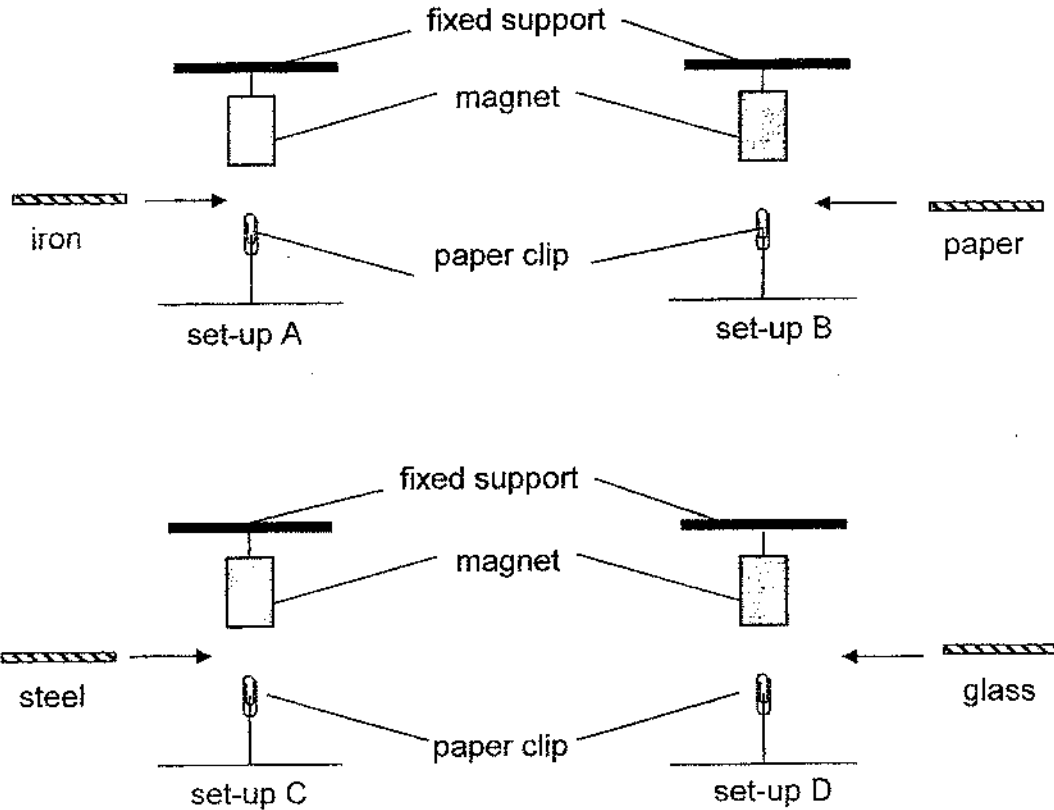 fixed support
magnet
iron
paper
paper clip
set-up A
set-up B
fixed support
magnet
steel
glass
paper clip
set-up C
set-up D